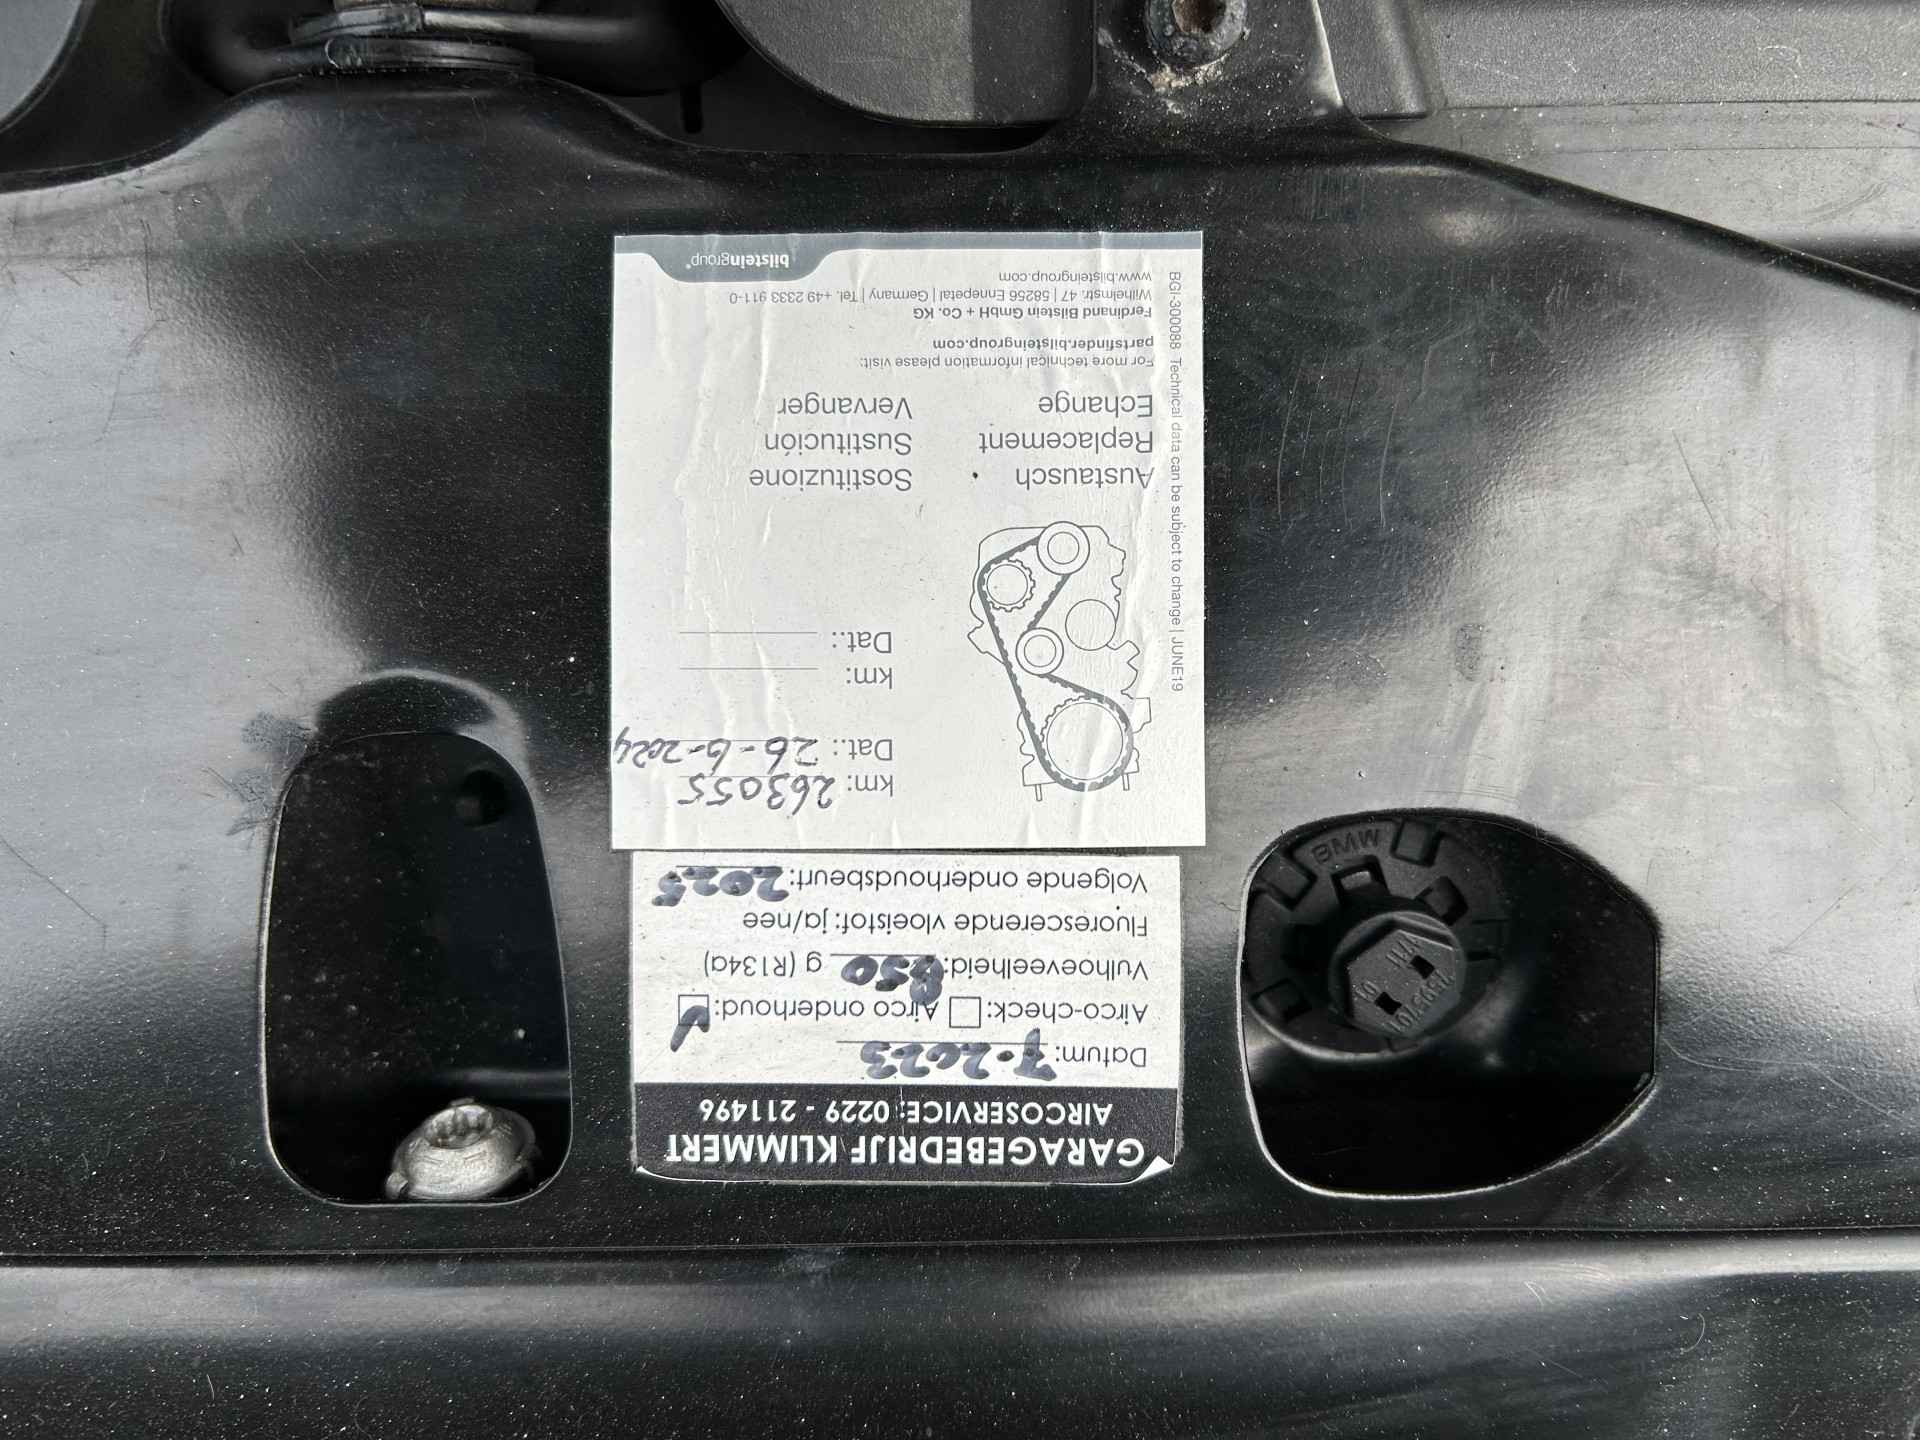 GARAGEBEDRIJF KLIMMERT
AIRCOSERVICE: 0229 - 211496
Datum: 7-2023
Airco-check: Airco onderhoud:
Vulhoeveelheid: 850 g (R134a)
Fluorescerende vloeistof: ja/nee
Volgende onderhoudsbeurt: 2025
km: 263055
Dat.: 26-6-2024
km:
Dat.:
Austausch Sostituzione
Replacement Sustitución
Echange Vervanger
For more technical information please visit:
partsfinder.bilsteingroup.com
Ferdinand Bilstein GmbH + Co. KG
Wilhelmstr. 47 | 58256 Ennepetal | Germany | Tel. +49 2333 911-0
www.bilsteingroup.com
bilsteingroup®
BGI-300088 Technical data can be subject to change | JUNE19
BMW